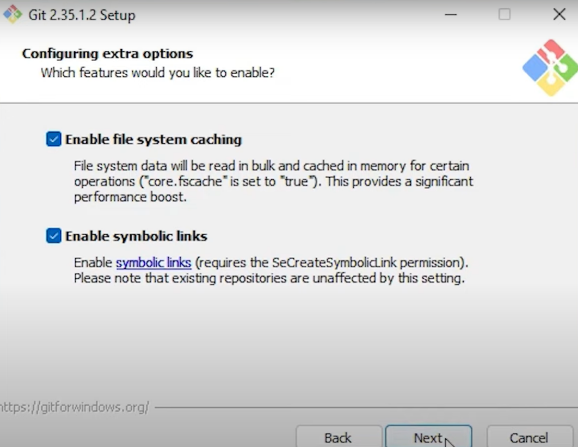 Git 2.35.1.2 Setup
Configuring extra options
Which features would you like to enable?
Enable file system caching
File system data will be read in bulk and cached in memory for certain
operations ("core.fscache" is set to "true"). This provides a significant
performance boost.
Enable symbolic links
Enable symbolic links (requires the SeCreateSymbolicLink permission).
Please note that existing repositories are unaffected by this setting.
https://gitforwindows.org/
Back Next Cancel